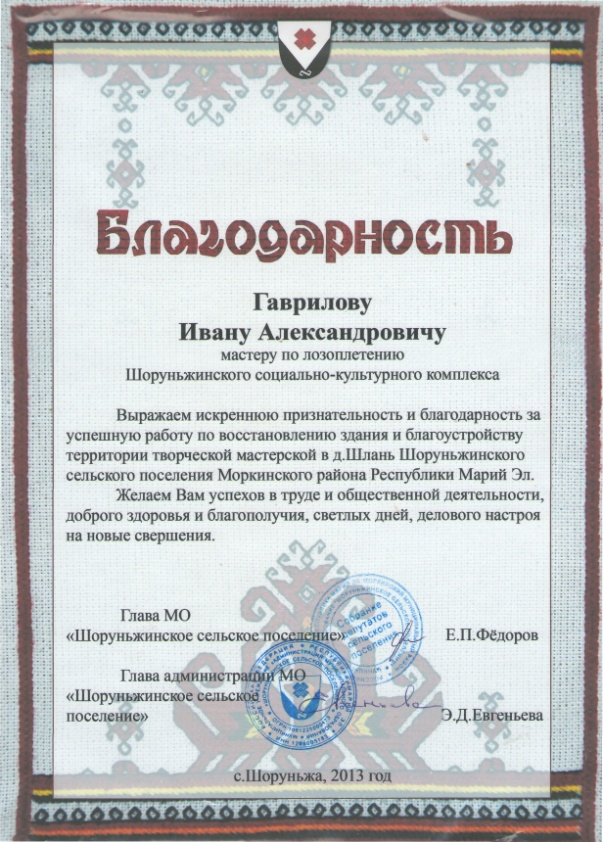 Благодарность
Гаврилову
Ивану Александровичу
мастеру по лозоплетению
Шоруньжинского социально-культурного комплекса
Выражаем искреннюю признательность и благодарность за
успешную работу по восстановлению здания и благоустройству
территории творческой мастерской в д.Шлань Шоруньжинского
сельского поселения Моркинского района Республики Марий Эл.
Желаем Вам успехов в труде и общественной деятельности,
доброго здоровья и благополучия, светлых дней, делового настроя
на новые свершения.
Глава МО
«Шоруньжинское сельское поселение»
Е.П.Фёдоров
Собрание
депутатов
сельского
поселения
Глава администрации МО
«Шоруньжинское сельское
поселение»
Э.Д.Евгеньева
с.Шоруньжа, 2013 год